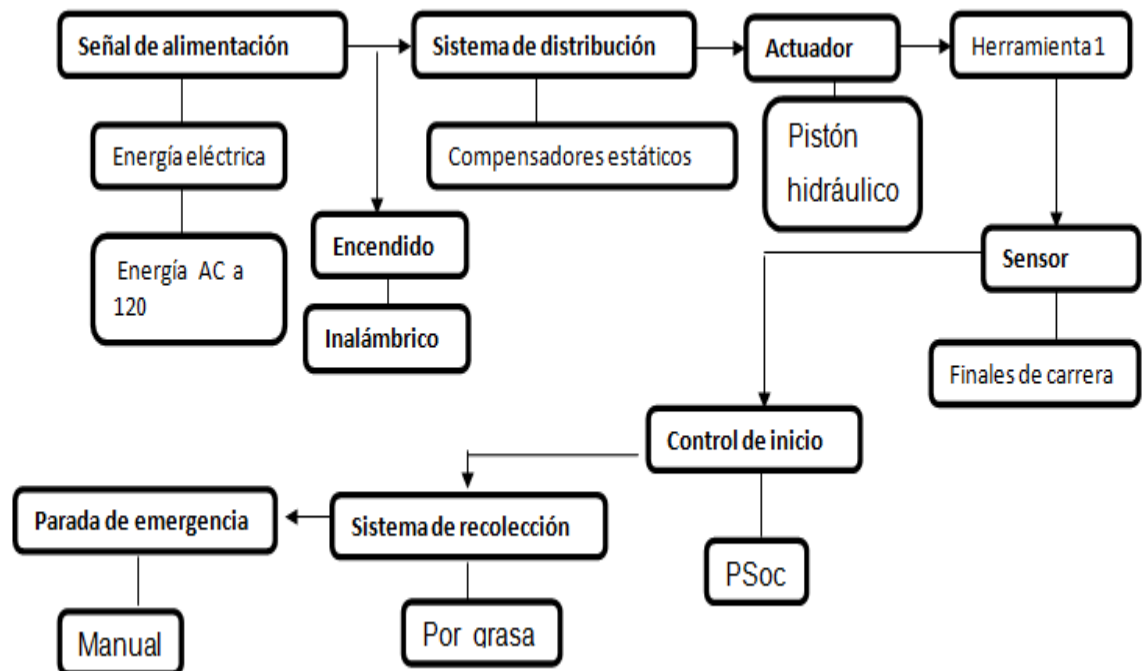 Señal de alimentación
Sistema de distribución
Actuador
Herramienta 1
Energía eléctrica
Compensadores estáticos
Pistón
hidráulico
Energía AC a
120
Encendido
Inalámbrico
Sensor
Finales de carrera
Control de inicio
Parada de emergencia
Sistema de recolección
PSoc
Manual
Por grasa